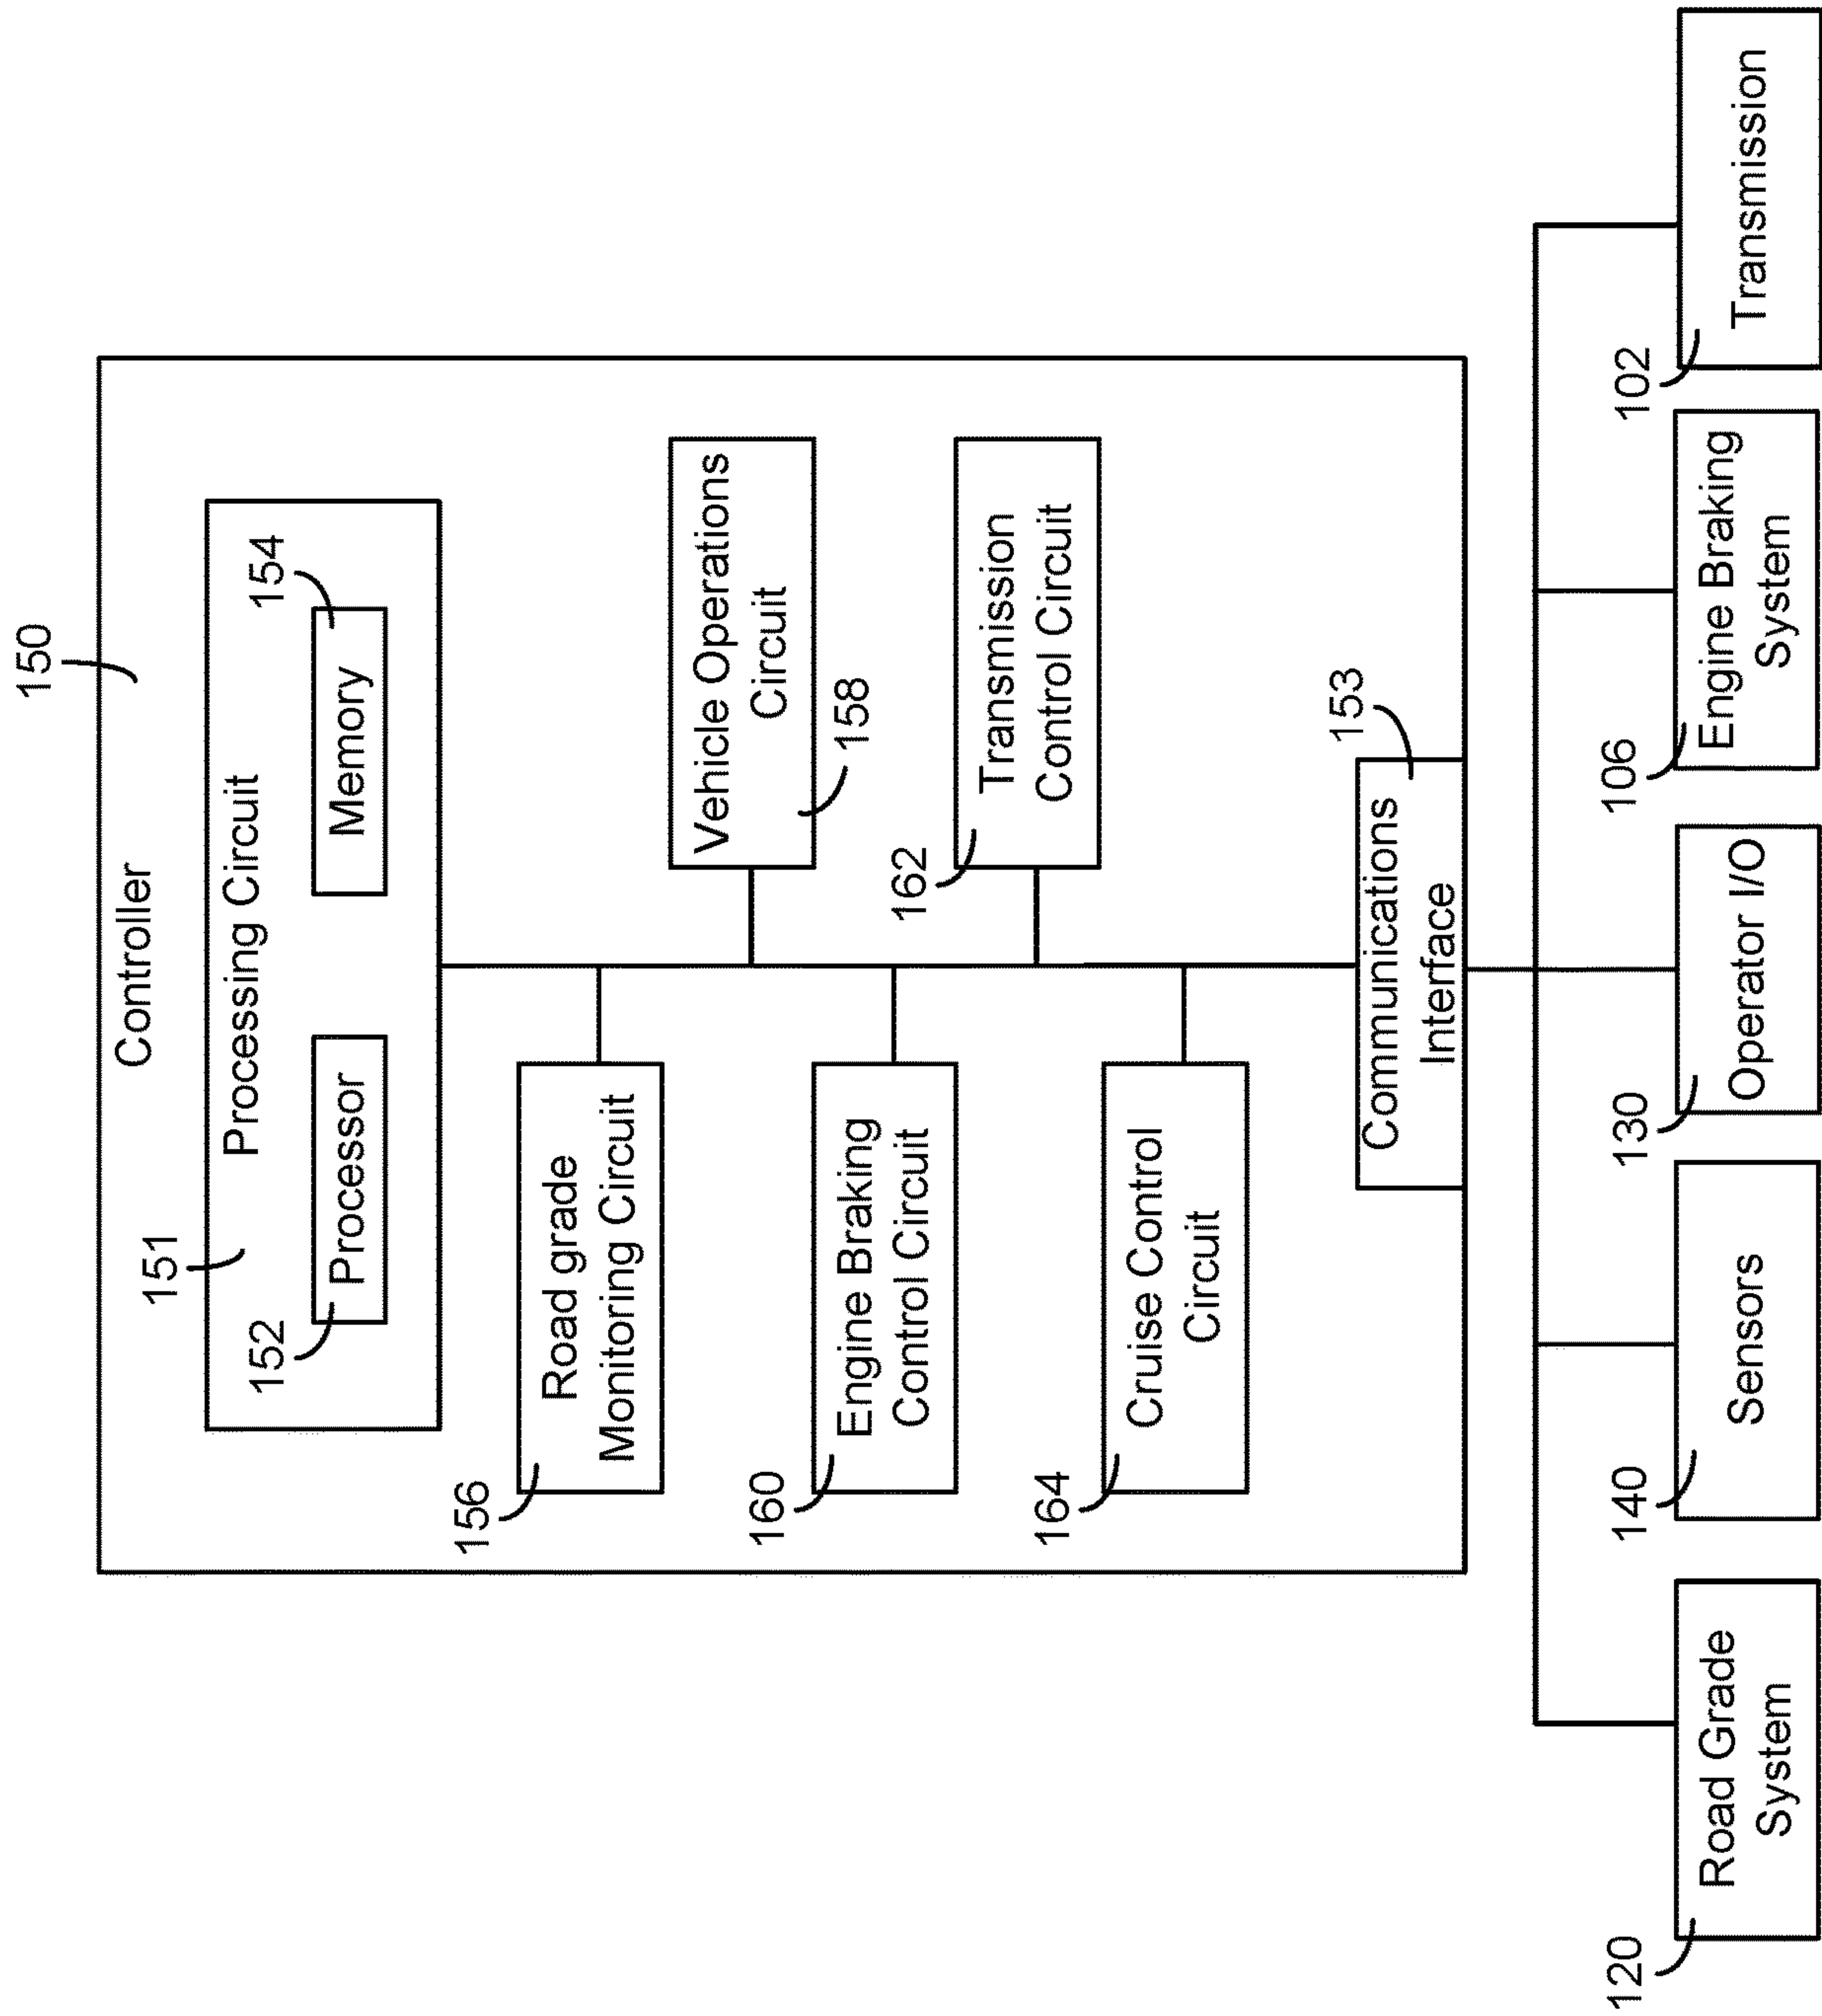 150
Controller
151
Processing Circuit
152
Processor
154
Memory
156
Road grade
Monitoring Circuit
Vehicle Operations
Circuit
158
160
Engine Braking
Control Circuit
162
Transmission
Control Circuit
164
Cruise Control
Circuit
153
Communications
Interface
120
Road Grade
System
140
Sensors
130
Operator I/O
106
Engine Braking
System
102
Transmission